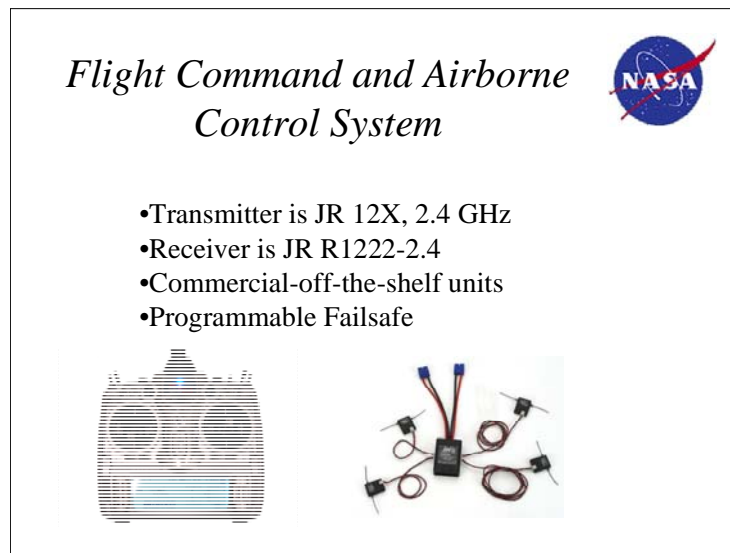 Flight Command and Airborne
Control System
NASA
•Transmitter is JR 12X, 2.4 GHz
•Receiver is JR R1222-2.4
•Commercial-off-the-shelf units
•Programmable Failsafe